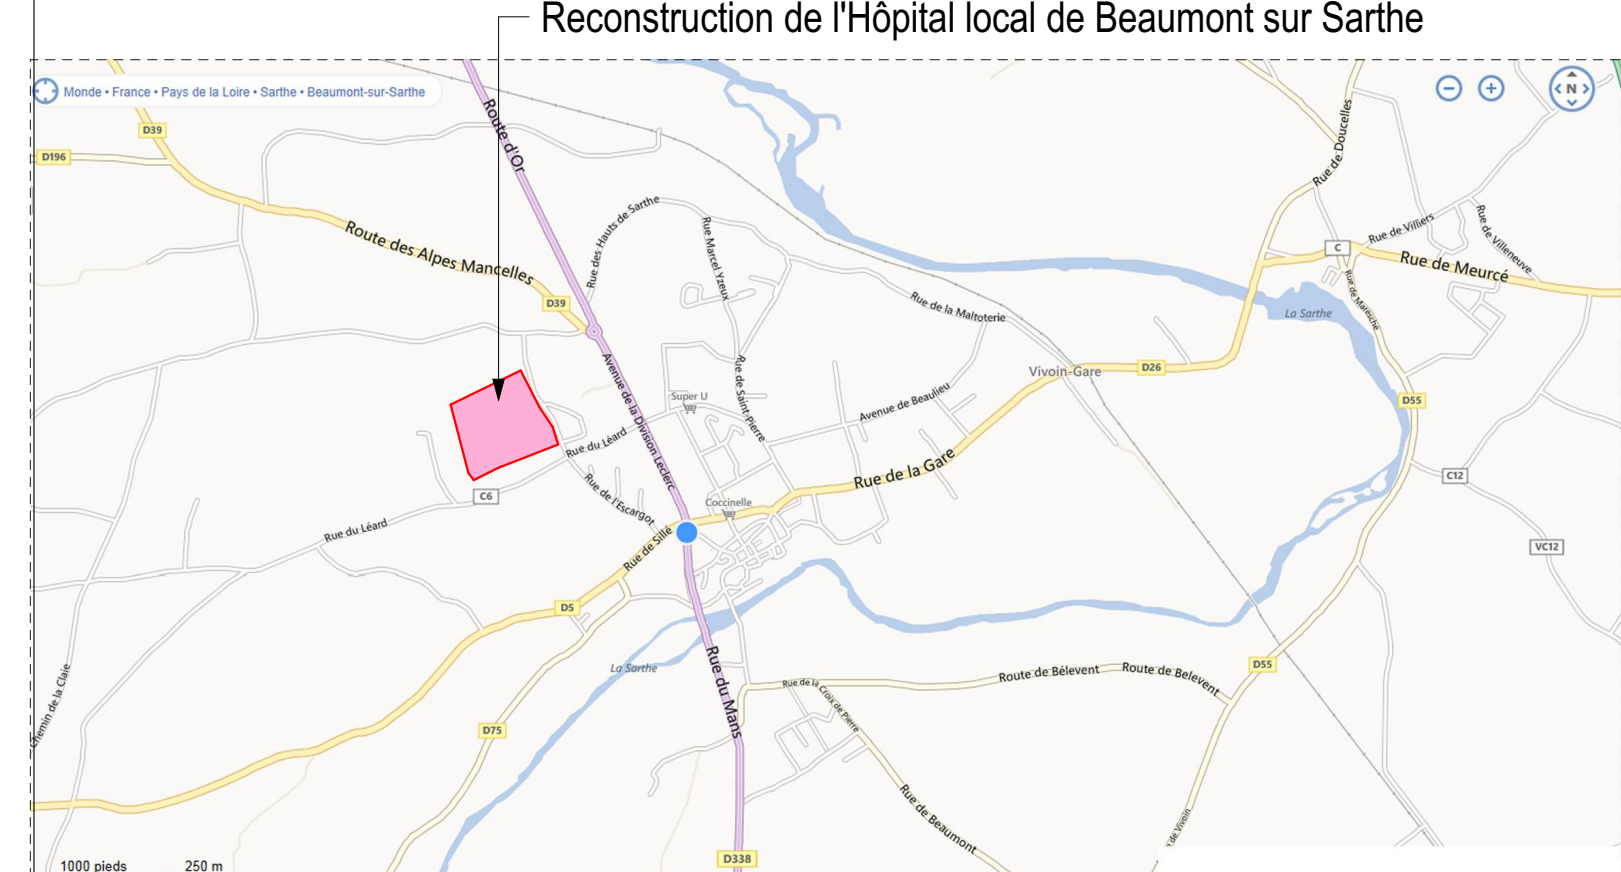 Reconstruction de l'Hôpital local de Beaumont sur Sarthe
Monde • France • Pays de la Loire • Sarthe • Beaumont-sur-Sarthe
N
D39
D196
Route d'Or
Rue de Doucelles
Rue des Hauts de Sarthe
Rue Marcel Yzeux
Route des Alpes Mancelles
Rue de Villiers
Rue de Villeneuve
C
Rue de Meurcé
Rue de Maresché
D39
Rue de la Maltoterie
La Sarthe
Avenue de la Division Leclerc
Rue de Saint-Pierre
Vivoin-Gare
D26
Super U
Avenue de Beaulieu
D55
Rue du Léard
Rue de la Gare
C12
C6
Rue de l'Escargot
Coccinelle
Rue du Léard
Rue de Sillé
VC12
D5
La Sarthe
D55
Chemin de la Claie
Rue du Mans
Route de Bélevent
Route de Belevent
Rue de la Croix de Pierre
D75
Rue de Beaumont
de Vivoin
D338
1000 pieds
250 m